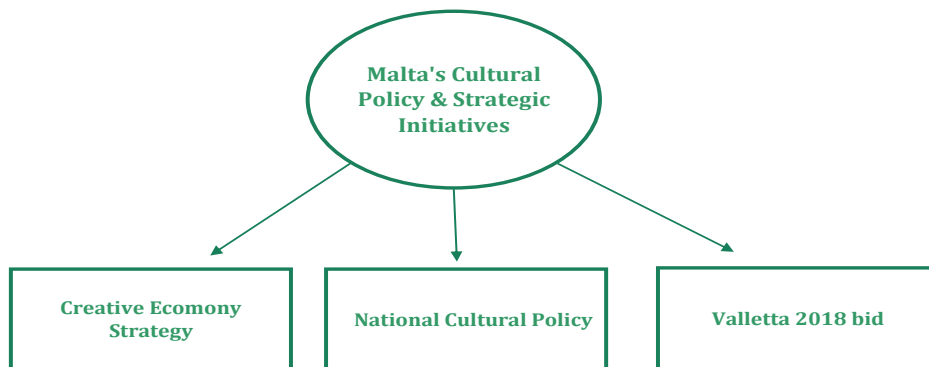 Malta's Cultural
Policy & Strategic
Initiatives
Creative Ecomony
Strategy
National Cultural Policy
Valletta 2018 bid